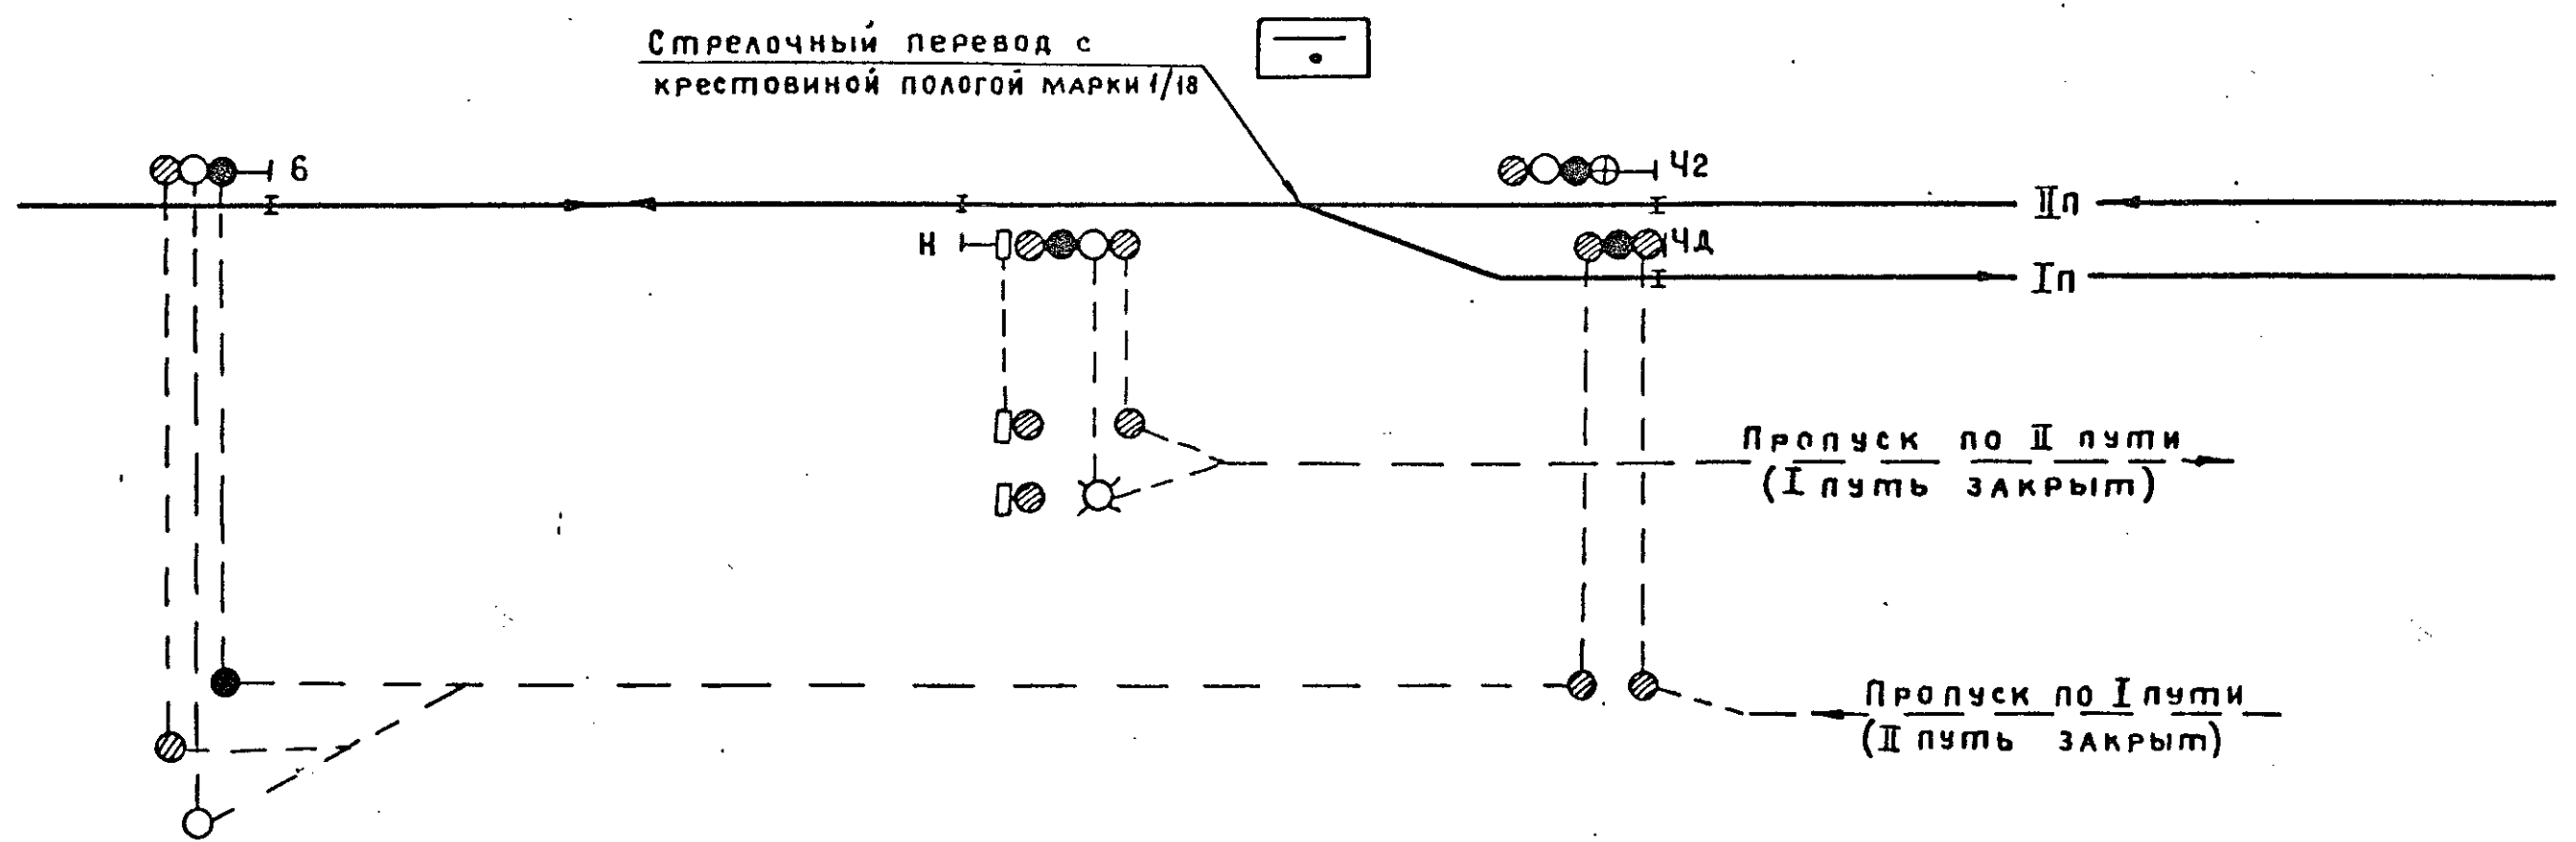 Стрелочный перевод с
крестовиной пологой марки 1/18
6
Ч2
IIп
Н
ЧД
Iп
Пропуск по II пути
(I путь закрыт)
Пропуск по I пути
(II путь закрыт)